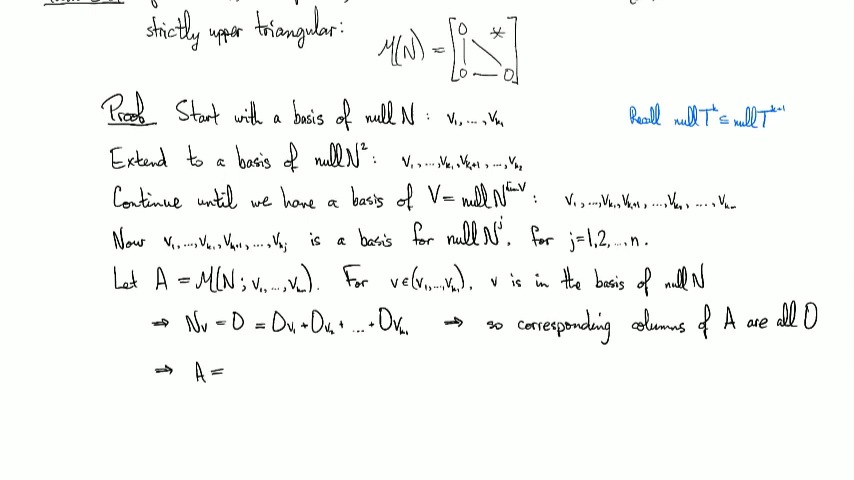 strictly upper triangular:
M(N) = [0 * 0 0]
Proof Start with a basis of null N : v₁, ..., vₖ₁
Recall null Tᵏ ⊆ null Tᵏ⁺¹
Extend to a basis of null N²: v₁, ..., vₖ₁, vₖ₁₊₁, ..., vₖ₂
Continue until we have a basis of V = null N^dim V : v₁, ..., vₖ₁, vₖ₁₊₁, ..., vₖ₂, ..., vₖₙ
Now v₁, ..., vₖ₁, vₖ₁₊₁, ..., vₖⱼ is a basis for null Nʲ, for j=1,2,...n.
Let A = M(N; v₁, ..., vₖₙ). For v∈(v₁, ..., vₖ₁), v is in the basis of null N
⇒ Nv = 0 = 0v₁ + 0v₂ + ... + 0vₖₙ ⇒ so corresponding columns of A are all 0
⇒ A =